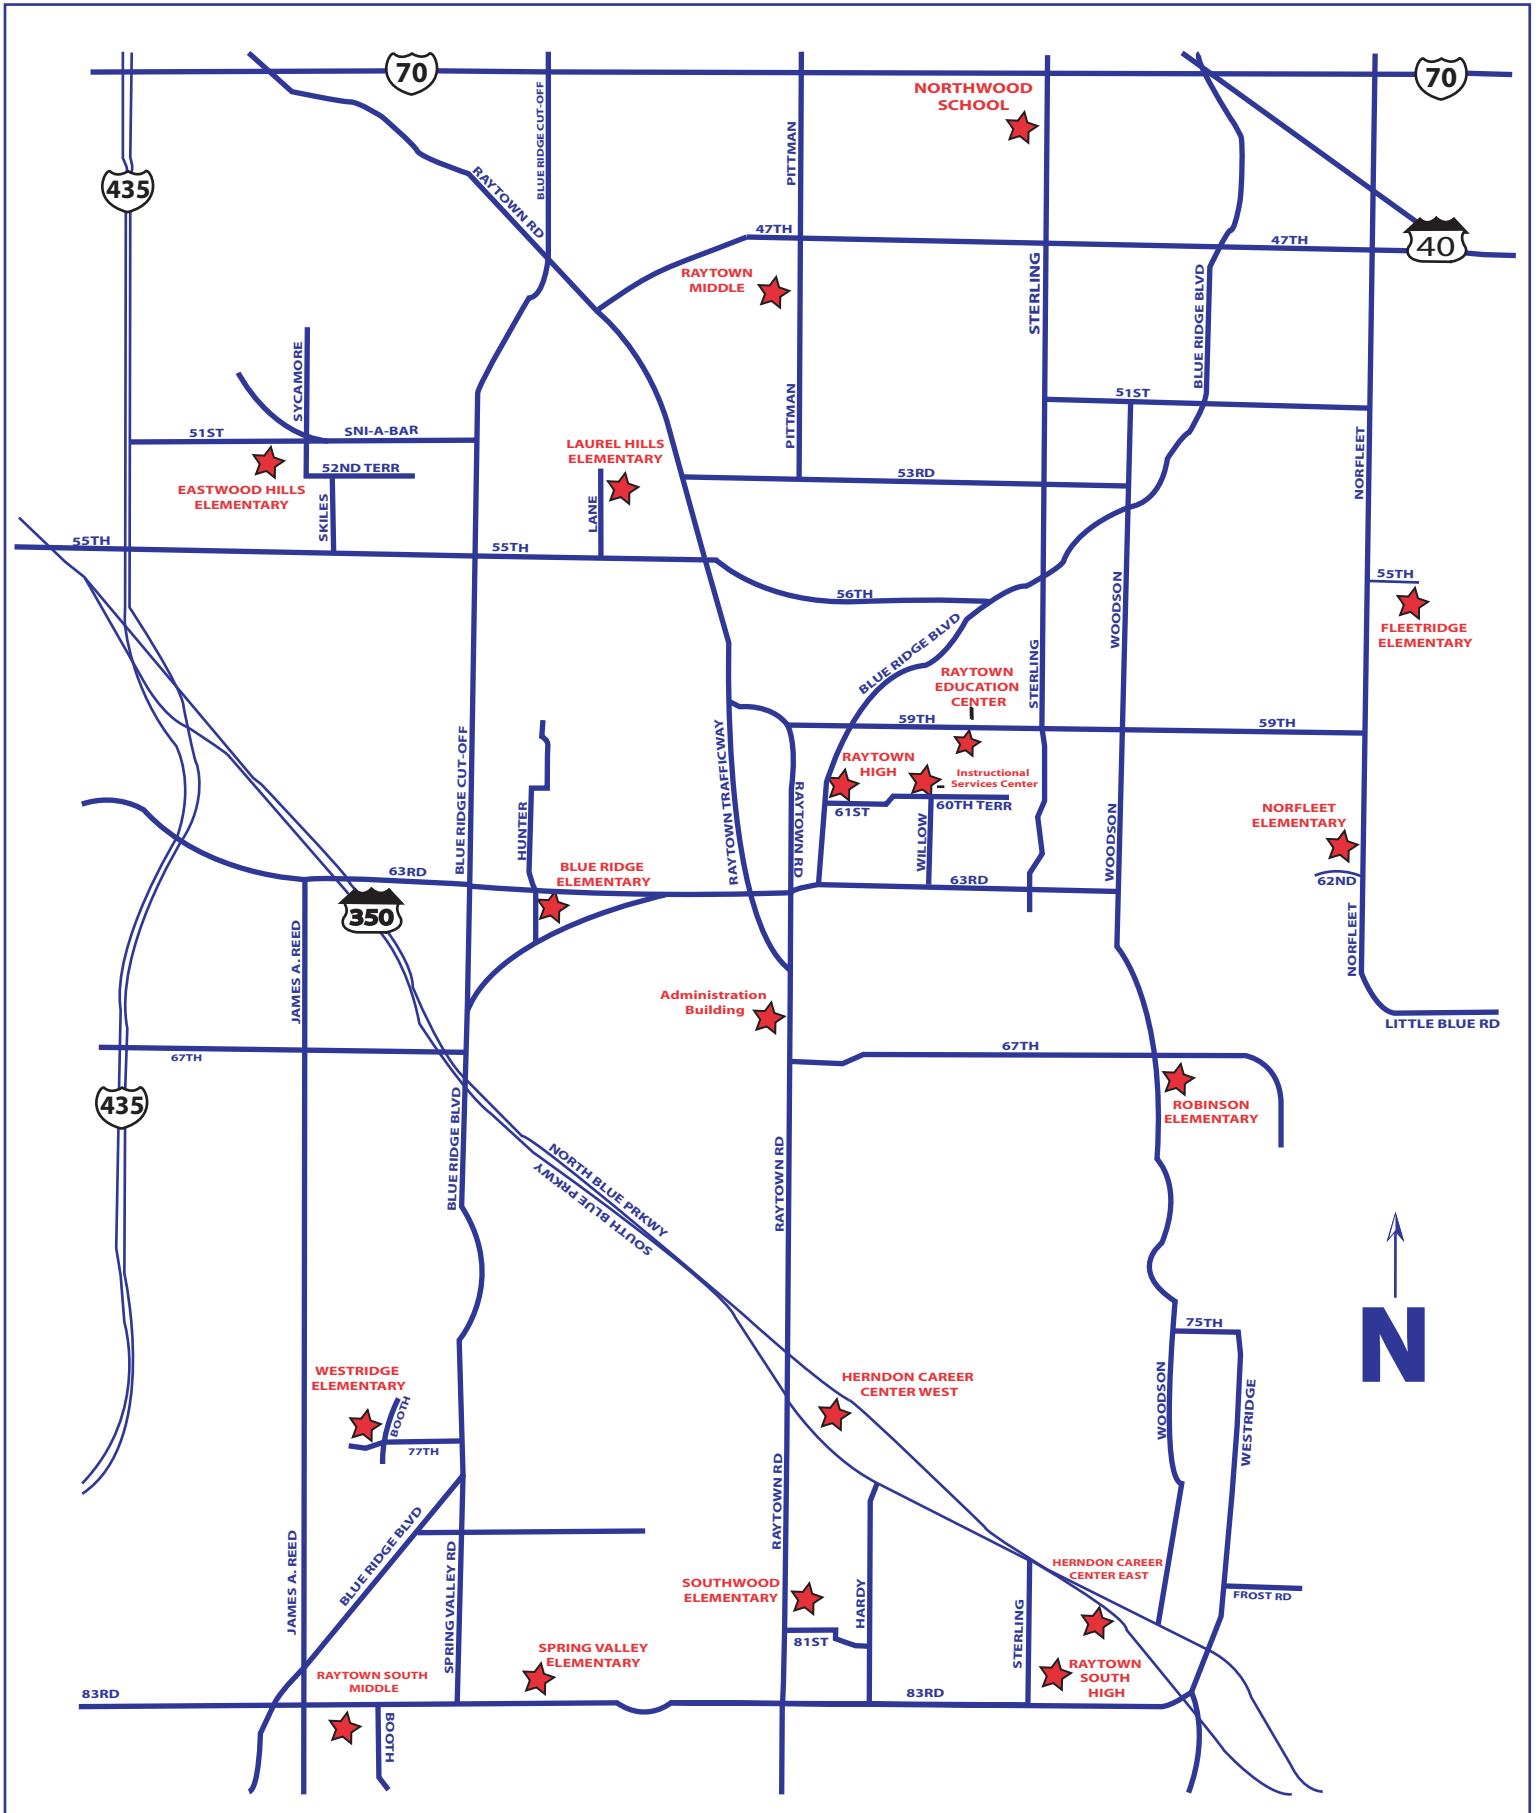 70
70
BLUE RIDGE CUT-OFF
NORTHWOOD
SCHOOL
PITTMAN
435
RAYTOWN RD
47TH
47TH
40
STERLING
RAYTOWN
MIDDLE
BLUE RIDGE BLVD
SYCAMORE
PITTMAN
51ST
51ST
SNI-A-BAR
LAUREL HILLS
ELEMENTARY
NORFLEET
52ND TERR
53RD
EASTWOOD HILLS
ELEMENTARY
SKILES
LANE
55TH
55TH
55TH
56TH
WOODSON
FLEETRIDGE
ELEMENTARY
BLUE RIDGE BLVD
STERLING
RAYTOWN
EDUCATION
CENTER
59TH
59TH
RAYTOWN TRAFFICWAY
BLUE RIDGE CUT-OFF
RAYTOWN
HIGH
Instructional
Services Center
RAYTOWN RD
61ST
60TH TERR
HUNTER
WILLOW
WOODSON
NORFLEET
ELEMENTARY
63RD
BLUE RIDGE
ELEMENTARY
63RD
62ND
350
JAMES A. REED
NORFLEET
Administration
Building
LITTLE BLUE RD
67TH
67TH
435
ROBINSON
ELEMENTARY
BLUE RIDGE BLVD
NORTH BLUE PRKWY
SOUTH BLUE PRKWY
RAYTOWN RD
N
75TH
WESTRIDGE
ELEMENTARY
BOOTH
77TH
HERNDON CAREER
CENTER WEST
WOODSON
WESTRIDGE
RAYTOWN RD
BLUE RIDGE BLVD
JAMES A. REED
SPRING VALLEY RD
SOUTHWOOD
ELEMENTARY
HARDY
HERNDON CAREER
CENTER EAST
FROST RD
STERLING
81ST
SPRING VALLEY
ELEMENTARY
RAYTOWN
SOUTH
HIGH
RAYTOWN SOUTH
MIDDLE
83RD
83RD
BOOTH